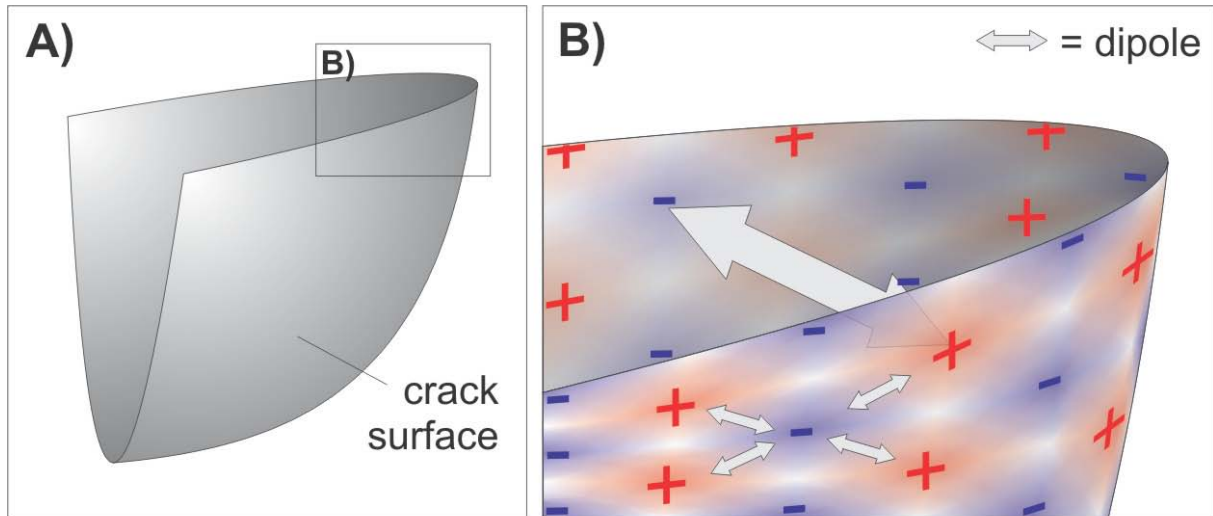 A)
B)
crack
surface
B)
= dipole